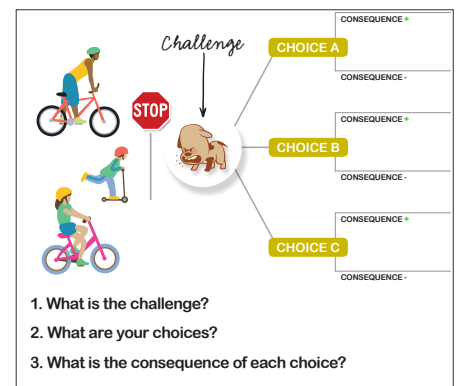 Challenge
STOP
CHOICE A
CONSEQUENCE +
CONSEQUENCE -
CHOICE B
CONSEQUENCE +
CONSEQUENCE -
CHOICE C
CONSEQUENCE +
CONSEQUENCE -
1. What is the challenge?
2. What are your choices?
3. What is the consequence of each choice?